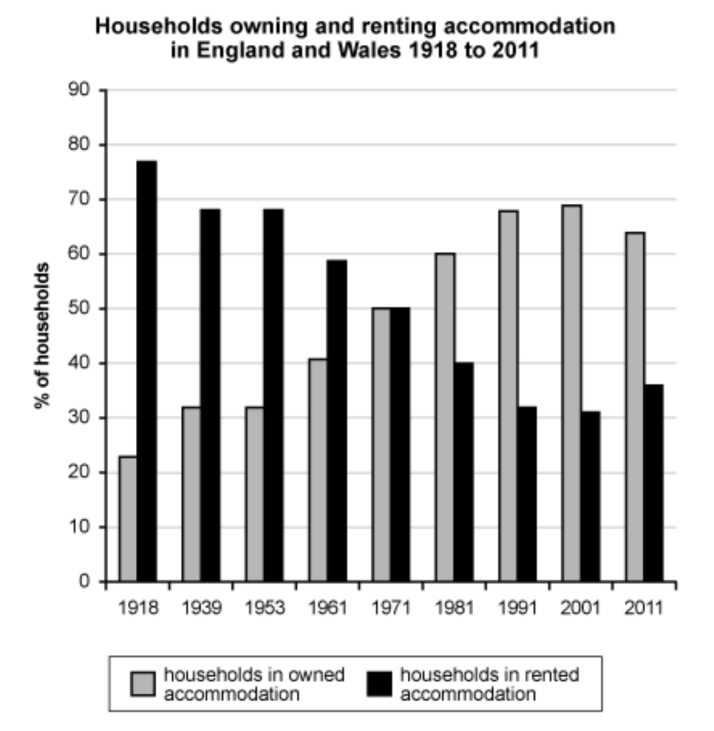 Households owning and renting accommodation
in England and Wales 1918 to 2011
90
80
70
60
50
40
30
20
10
0
% of households
1918 1939 1953 1961 1971 1981 1991 2001 2011
households in owned
accommodation
households in rented
accommodation